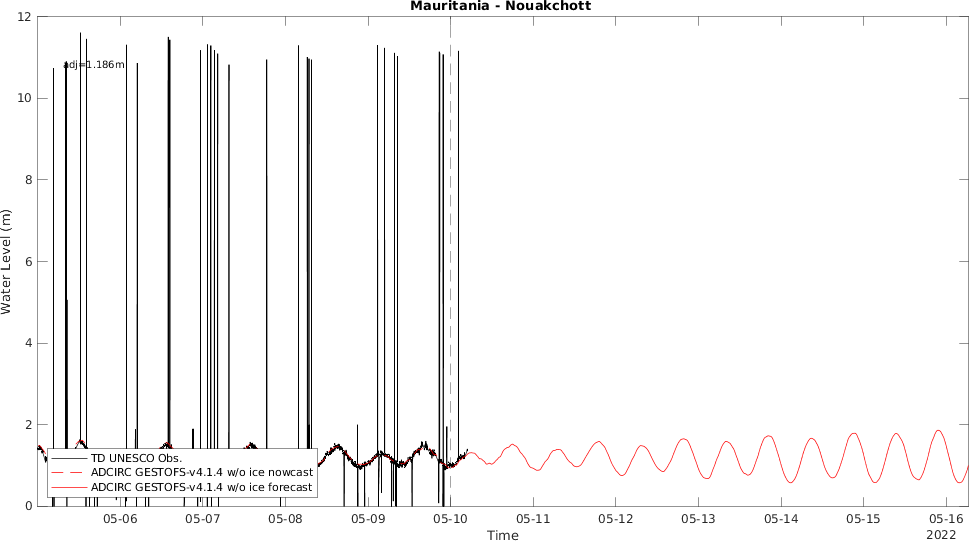 Mauritania - Nouakchott
12
10
8
6
4
2
0
Water Level (m)
adj=1.186m
TD UNESCO Obs.
ADCIRC GESTOFS-v4.1.4 w/o ice nowcast
ADCIRC GESTOFS-v4.1.4 w/o ice forecast
05-06 05-07 05-08 05-09 05-10 05-11 05-12 05-13 05-14 05-15 05-16
Time
2022